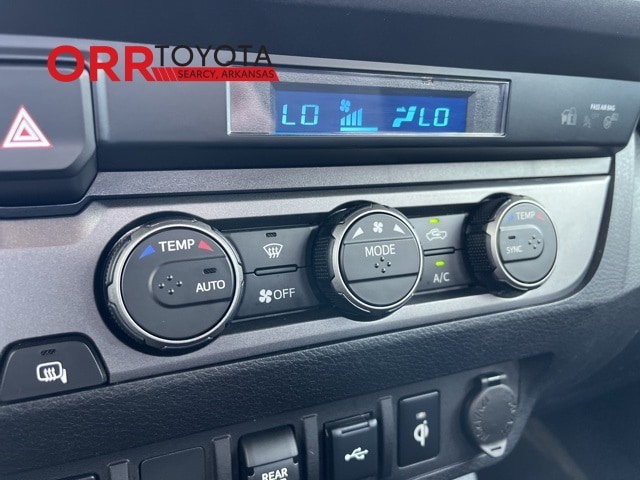 ORR TOYOTA
SEARCY, ARKANSAS
LO LO
PASS AIR BAG
TEMP
AUTO
OFF
MODE
A/C
TEMP
SYNC
REAR